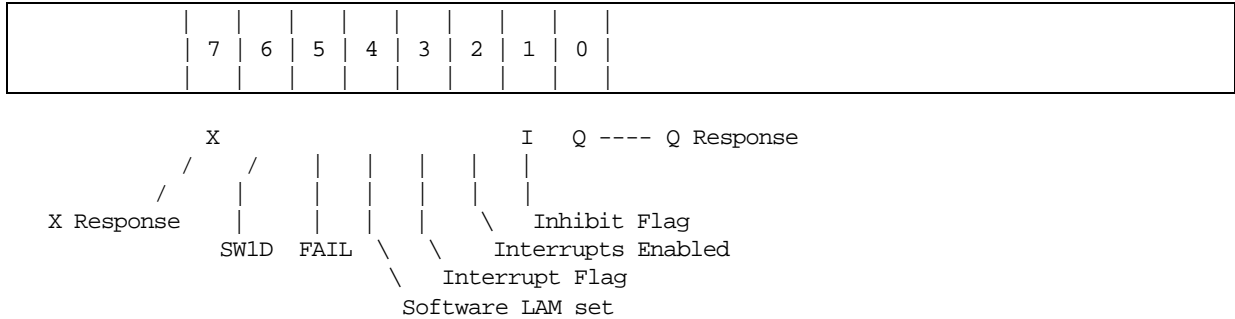 7 6 5 4 3 2 1 0
X I Q ---- Q Response
X Response Inhibit Flag
SW1D FAIL Interrupts Enabled
Interrupt Flag
Software LAM set